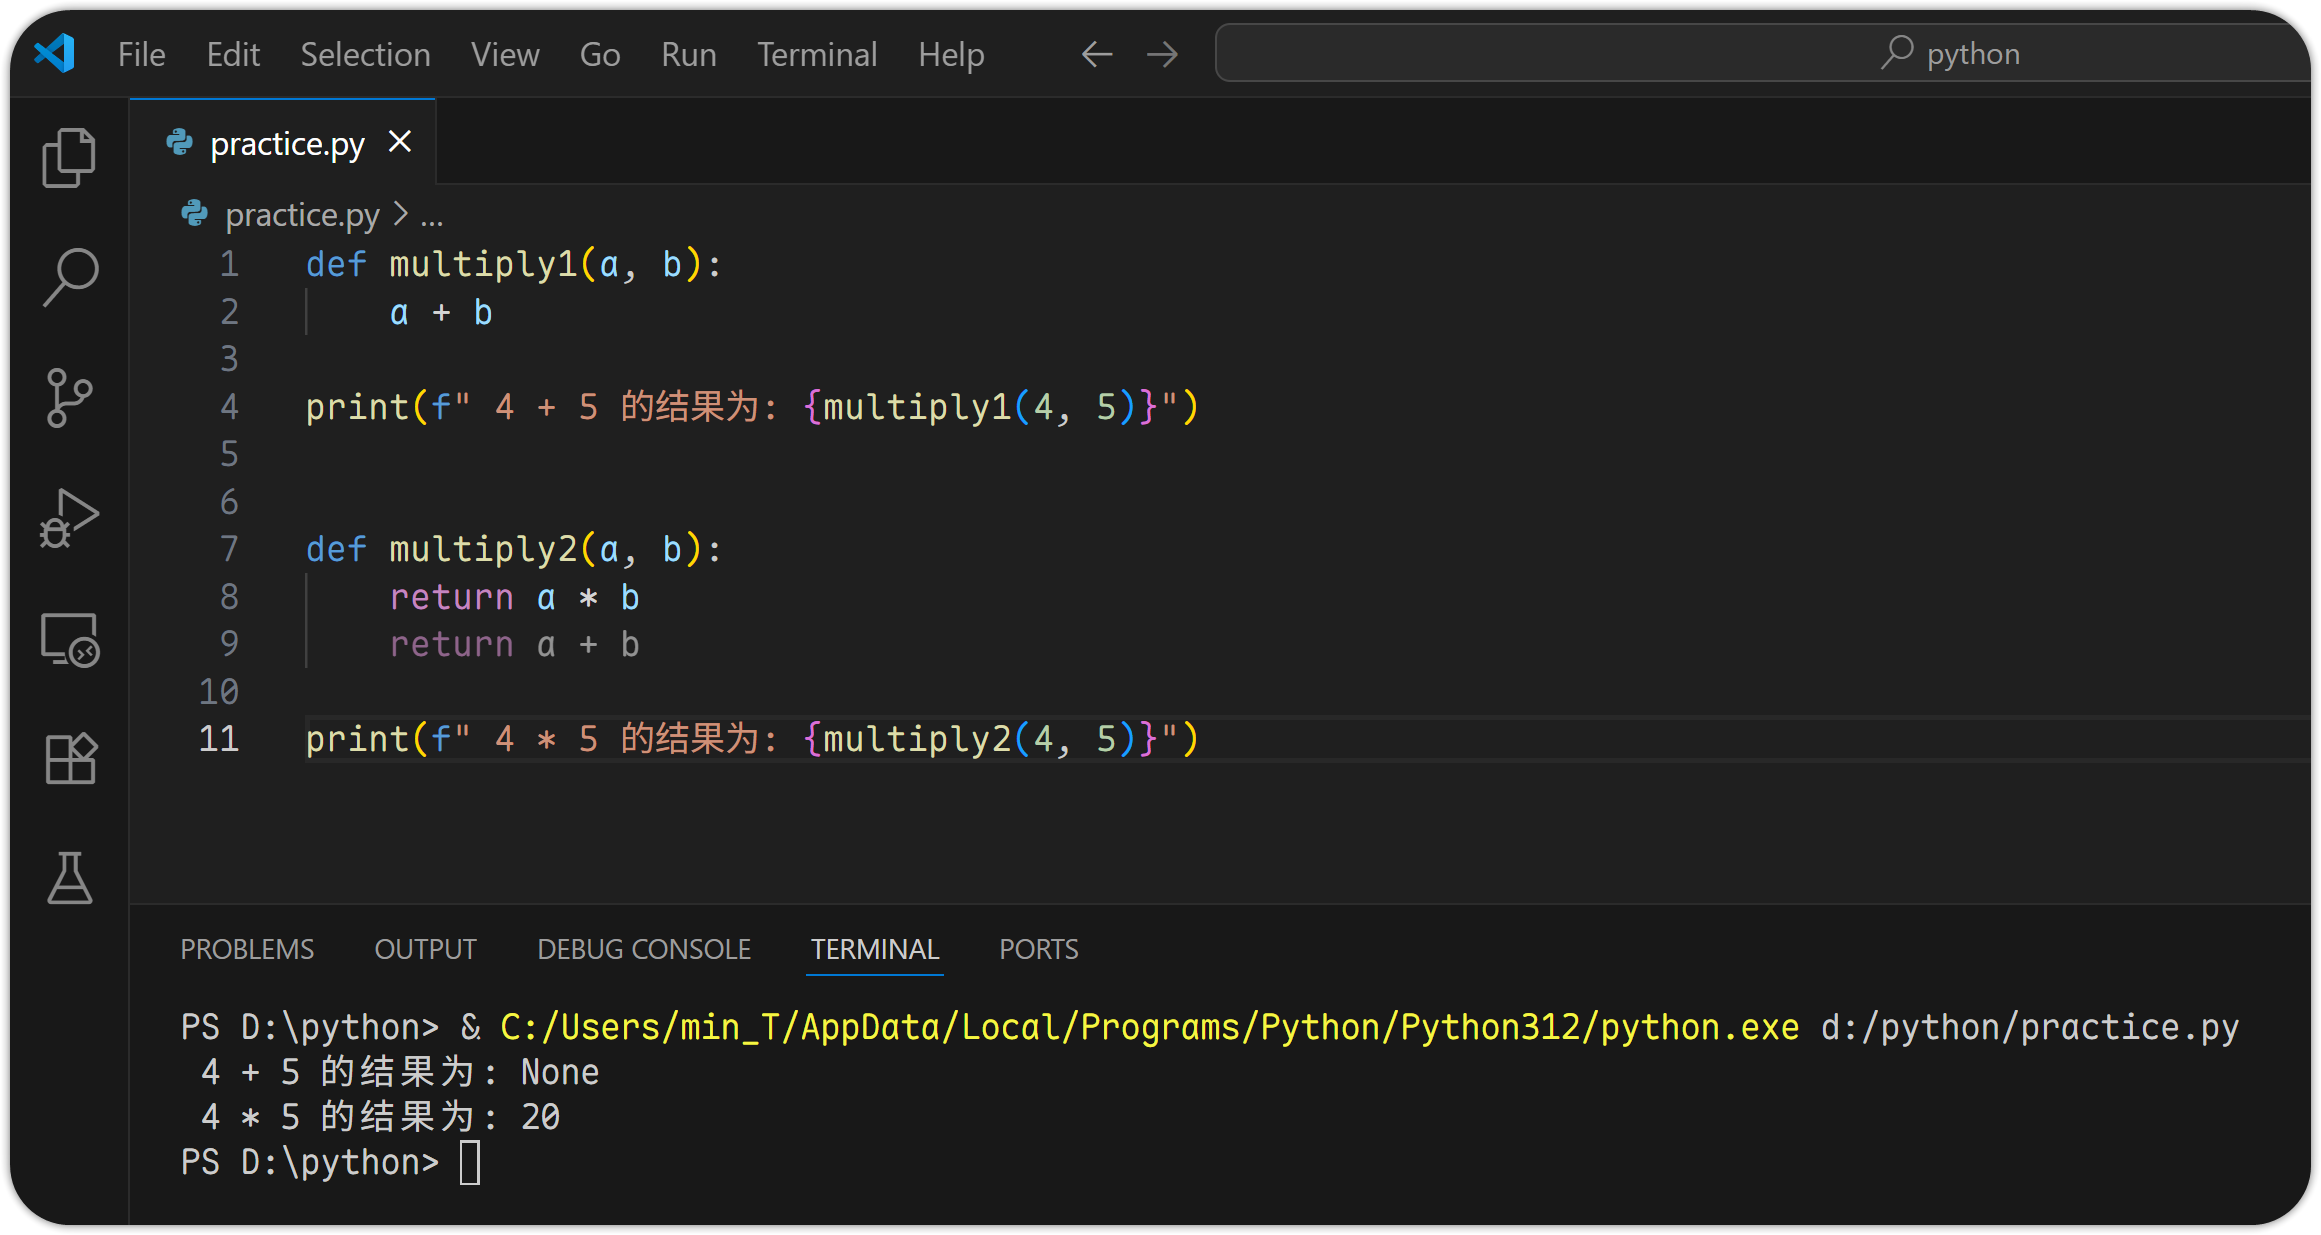 File Edit Selection View Go Run Terminal Help python
practice.py
practice.py > ...
1 def multiply1(a, b):
2     a + b
3
4 print(f" 4 + 5 的结果为: {multiply1(4, 5)}")
5
6
7 def multiply2(a, b):
8     return a * b
9     return a + b
10
11 print(f" 4 * 5 的结果为: {multiply2(4, 5)}")
PROBLEMS OUTPUT DEBUG CONSOLE TERMINAL PORTS
PS D:\python> & C:/Users/min_T/AppData/Local/Programs/Python/Python312/python.exe d:/python/practice.py
 4 + 5 的结果为: None
 4 * 5 的结果为: 20
PS D:\python>